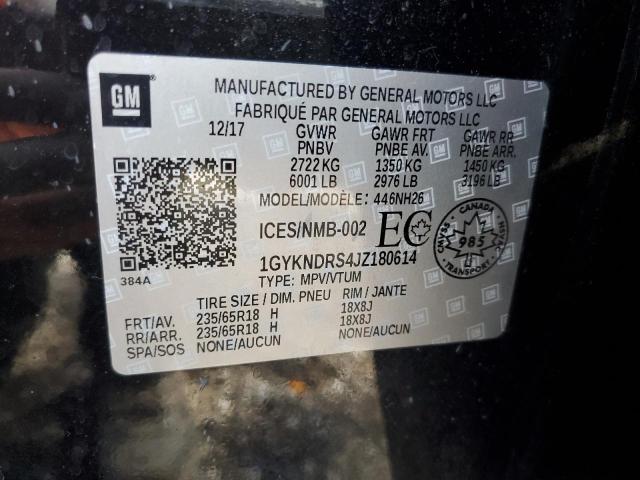 GM
MANUFACTURED BY GENERAL MOTORS LLC
FABRIQUÉ PAR GENERAL MOTORS LLC
12/17 GVWR GAWR FRT GAWR RR
PNBV PNBE AV. PNBE ARR.
2722 KG 1350 KG 1450 KG
6001 LB 2976 LB 3196 LB
MODEL/MODÈLE: 446NH26
ICES/NMB-002 EC
CANADA
CMVSS 985 NSVAC
TRANSPORT
1GYKNDRS4JZ180614
384A
TYPE: MPV/VTUM
TIRE SIZE / DIM. PNEU RIM / JANTE
FRT/AV. 235/65R18 H 18X8J
RR/ARR. 235/65R18 H 18X8J
SPA/SOS NONE/AUCUN NONE/AUCUN